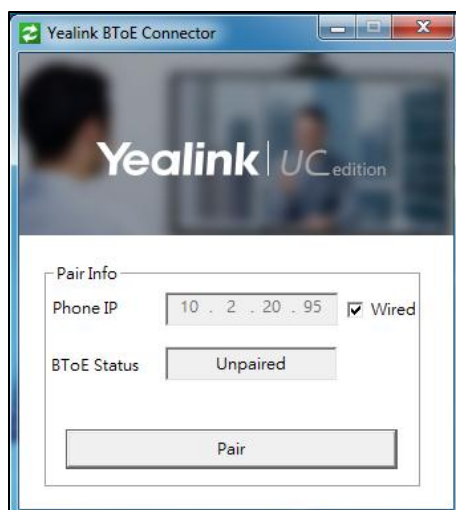 Yealink BToE Connector
Yealink | UC edition
Pair Info
Phone IP 10 . 2 . 20 . 95 Wired
BToE Status Unpaired
Pair